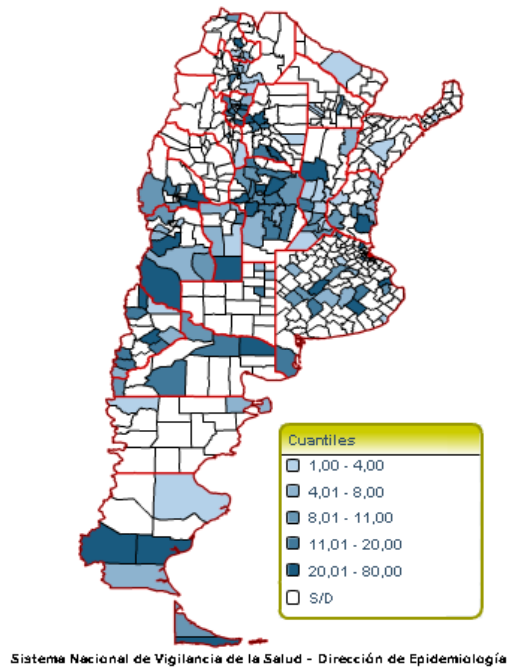 Cuantiles
1,00 - 4,00
4,01 - 8,00
8,01 - 11,00
11,01 - 20,00
20,01 - 80,00
S/D
Sistema Nacional de Vigilancia de la Salud - Dirección de Epidemiología